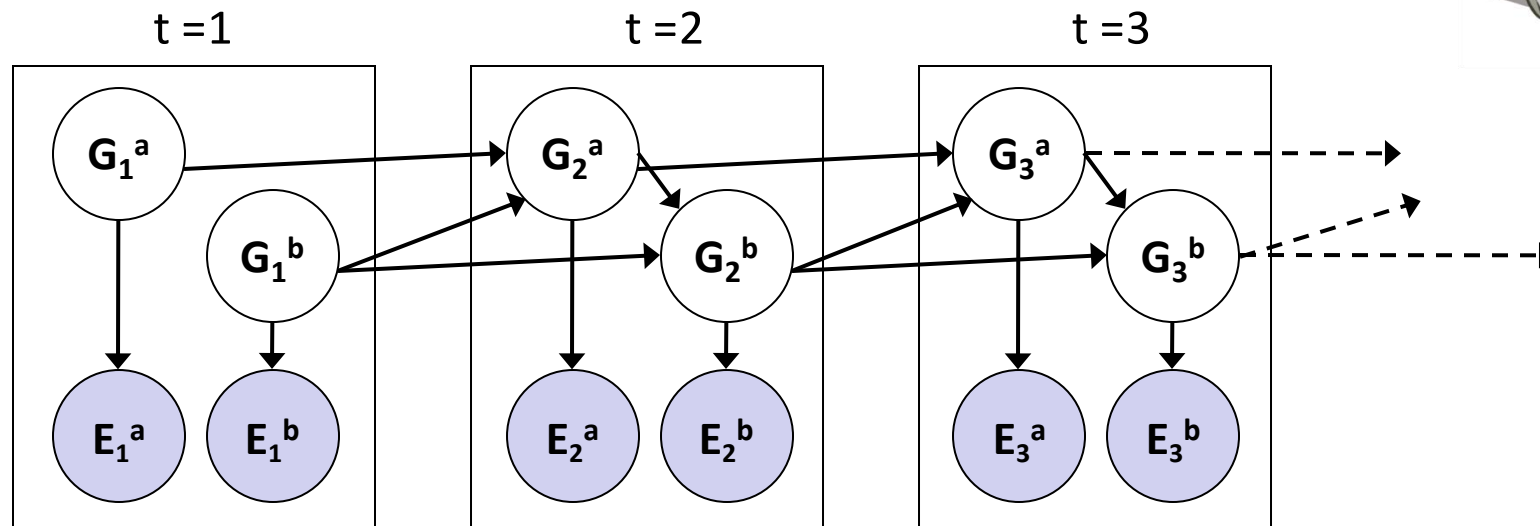 t =1 t =2 t =3
G₁ᵃ G₂ᵃ G₃ᵃ
G₁ᵇ G₂ᵇ G₃ᵇ
E₁ᵃ E₁ᵇ E₂ᵃ E₂ᵇ E₃ᵃ E₃ᵇ